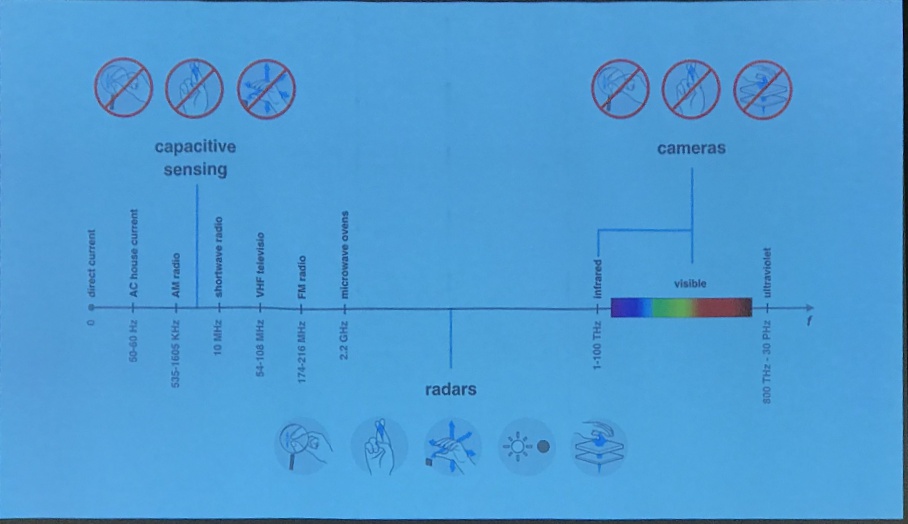 capacitive
sensing
cameras
direct current
AC house current
AM radio
shortwave radio
VHF televisio
FM radio
microwave ovens
infrared
visible
ultraviolet
0
50-60 Hz
535-1605 KHz
10 MHz
54-108 MHz
174-216 MHz
2.2 GHz
1-100 THz
800 THz - 30 PHz
f
radars